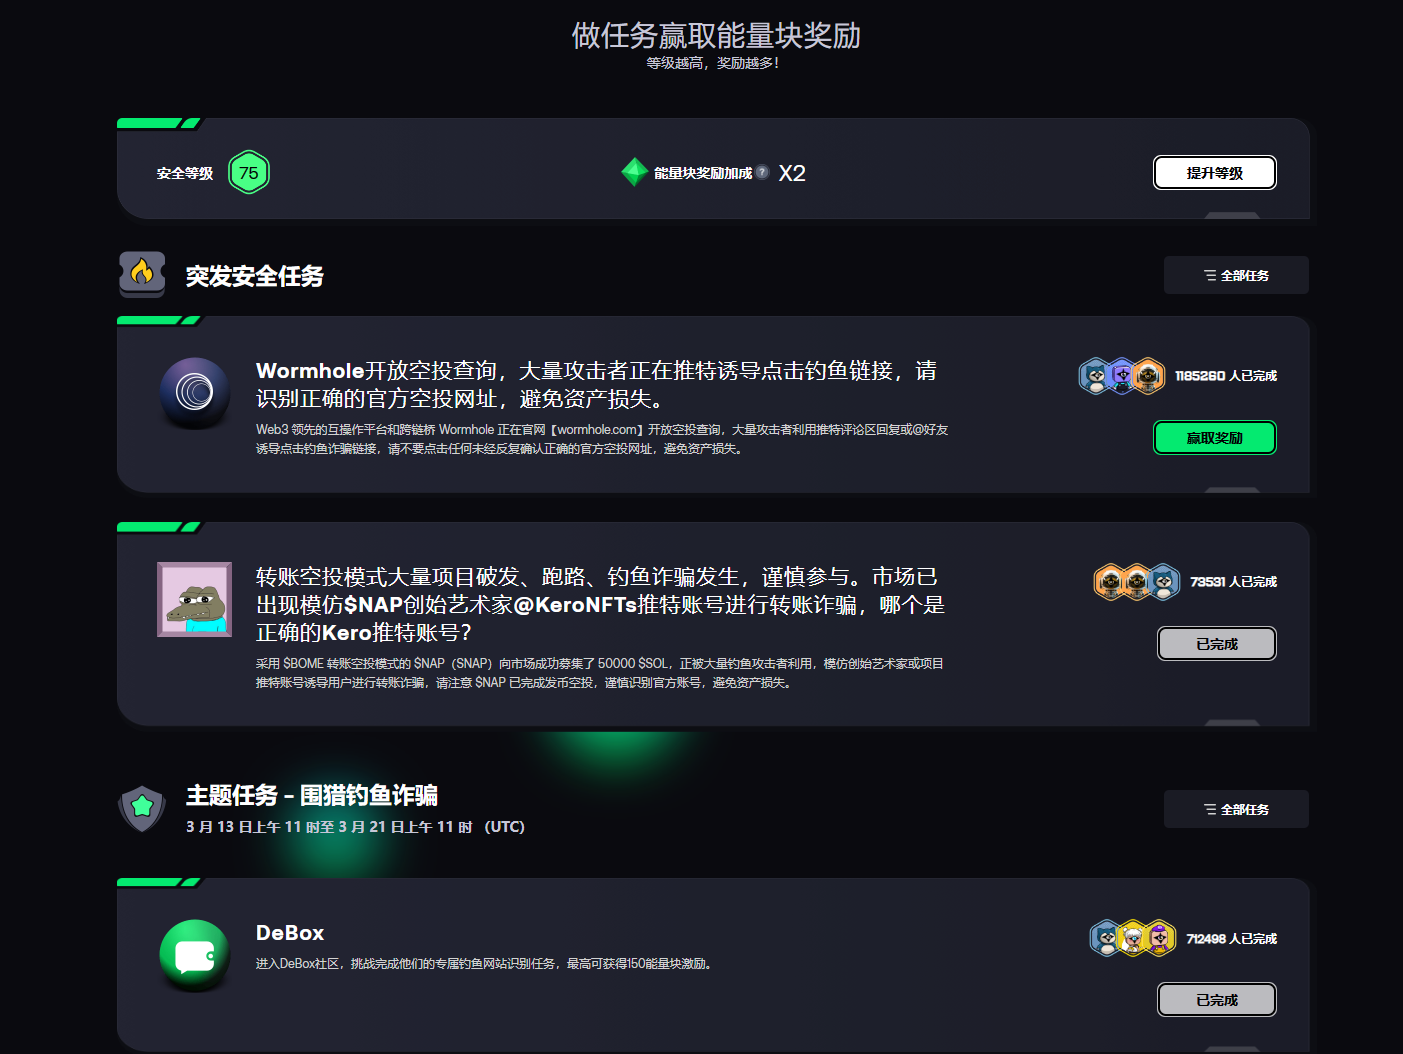 做任务赢取能量块奖励
等级越高，奖励越多！
安全等级 75
能量块奖励加成 ? X2
提升等级
突发安全任务
全部任务
Wormhole开放空投查询，大量攻击者正在推特诱导点击钓鱼链接，请
识别正确的官方空投网址，避免资产损失。
Web3 领先的互操作平台和跨链桥 Wormhole 正在官网【wormhole.com】开放空投查询，大量攻击者利用推特评论区回复或@好友
诱导点击钓鱼诈骗链接，请不要点击任何未经反复确认正确的官方空投网址，避免资产损失。
1185260 人已完成
赢取奖励
转账空投模式大量项目破发、跑路、钓鱼诈骗发生，谨慎参与。市场已
出现模仿$NAP创始艺术家@KeroNFTs推特账号进行转账诈骗，哪个是
正确的Kero推特账号？
采用 $BOME 转账空投模式的 $NAP（SNAP）向市场成功募集了 50000 $SOL，正被大量钓鱼攻击者利用，模仿创始艺术家或项目
推特账号诱导用户进行转账诈骗，请注意 $NAP 已完成发币空投，谨慎识别官方账号，避免资产损失。
73531 人已完成
已完成
主题任务 – 围猎钓鱼诈骗
3 月 13 日上午 11 时至 3 月 21 日上午 11 时 （UTC）
全部任务
DeBox
进入DeBox社区，挑战完成他们的专属钓鱼网站识别任务，最高可获得150能量块激励。
712498 人已完成
已完成